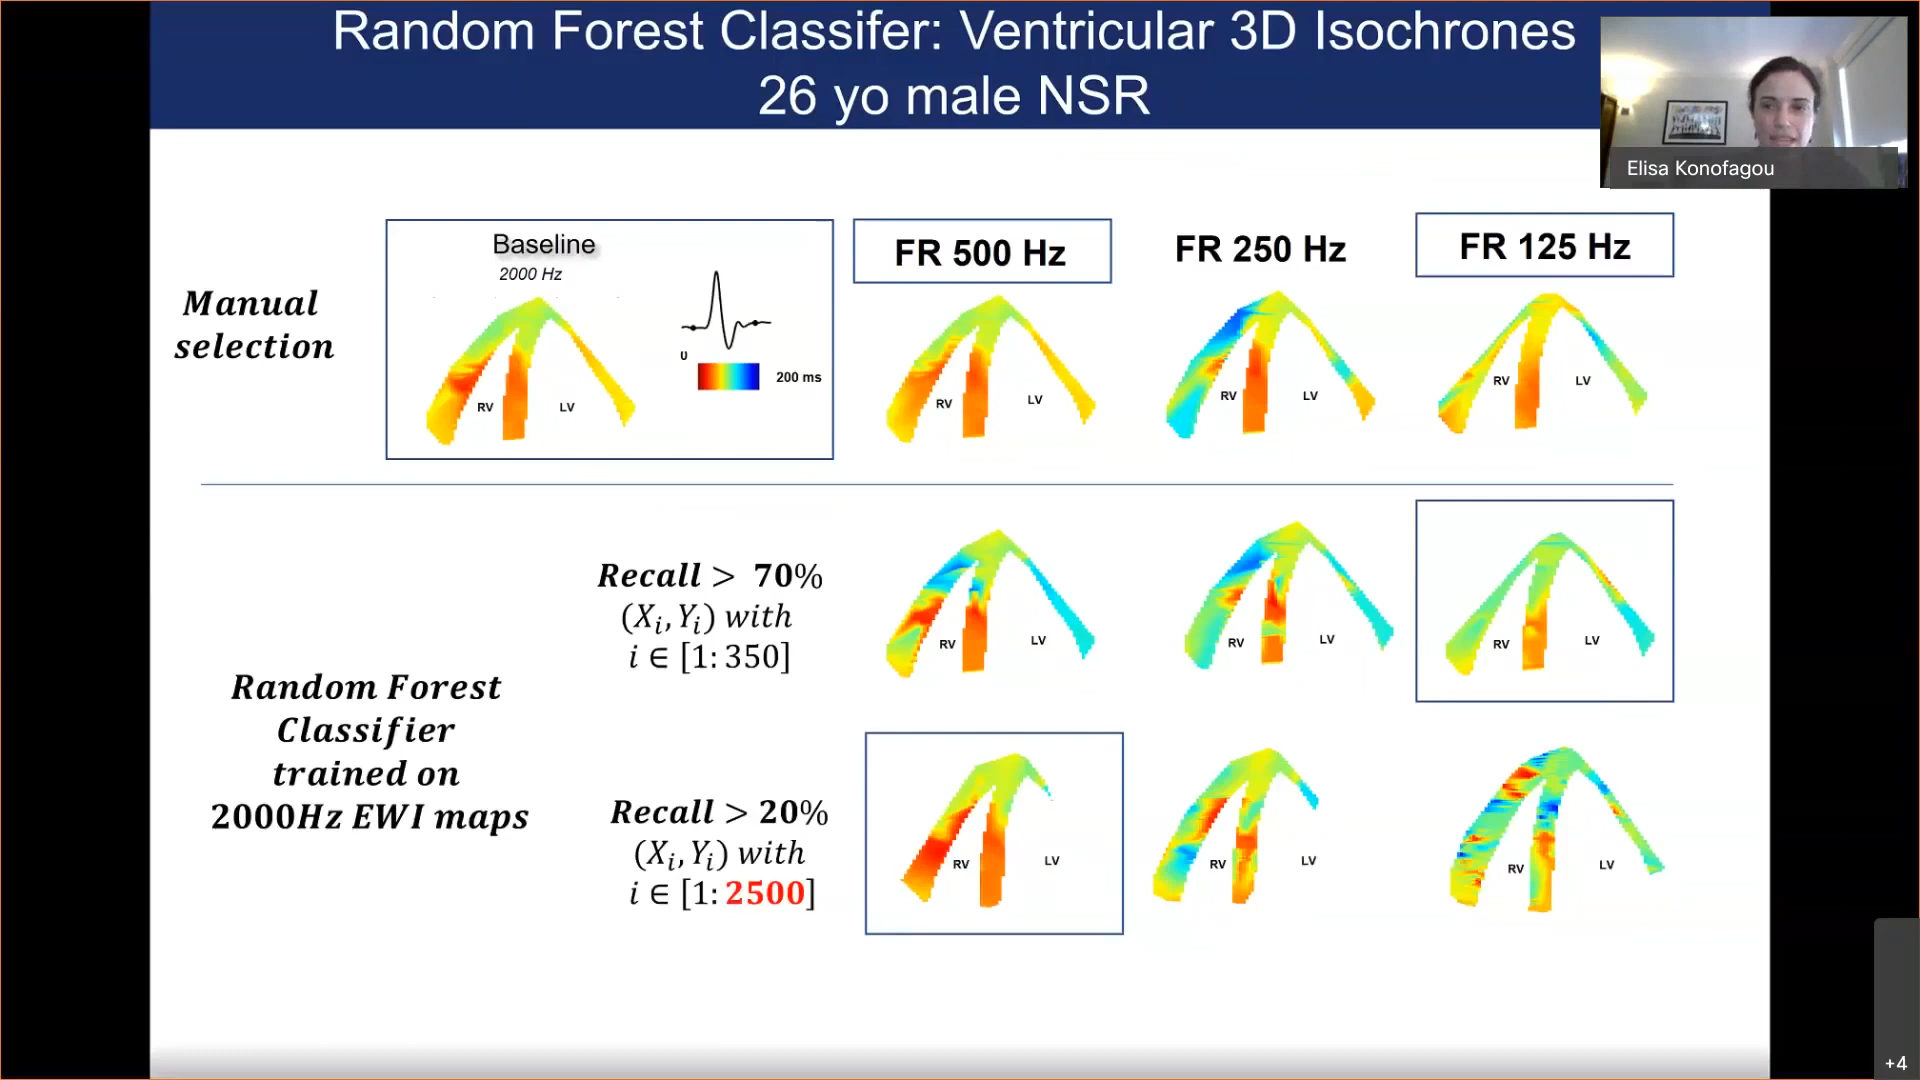 Random Forest Classifer: Ventricular 3D Isochrones
26 yo male NSR
Elisa Konofagou
Manual
selection
Baseline
2000 Hz
U
200 ms
RV
LV
FR 500 Hz
RV
LV
FR 250 Hz
RV
LV
FR 125 Hz
RV
LV
Random Forest
Classifier
trained on
2000Hz EWI maps
Recall > 70%
(Xᵢ, Yᵢ) with
i ∈ [1: 350]
RV
LV
RV
LV
RV
LV
Recall > 20%
(Xᵢ, Yᵢ) with
i ∈ [1: 2500]
RV
LV
RV
LV
RV
LV
+4